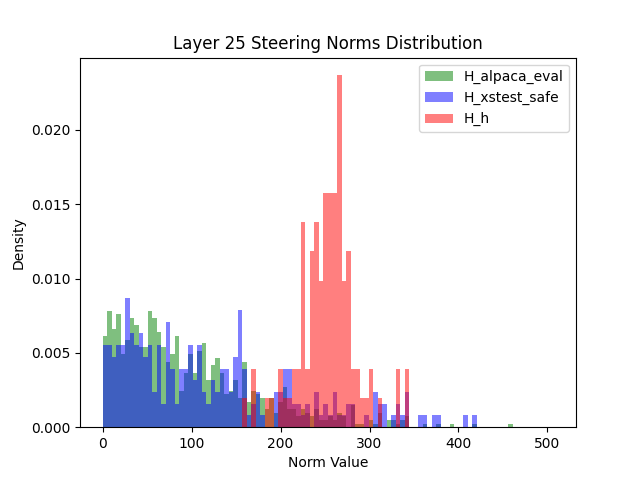 Layer 25 Steering Norms Distribution
H_alpaca_eval
H_xstest_safe
H_h
0.020
0.015
0.010
0.005
0.000
Density
0 100 200 300 400 500
Norm Value